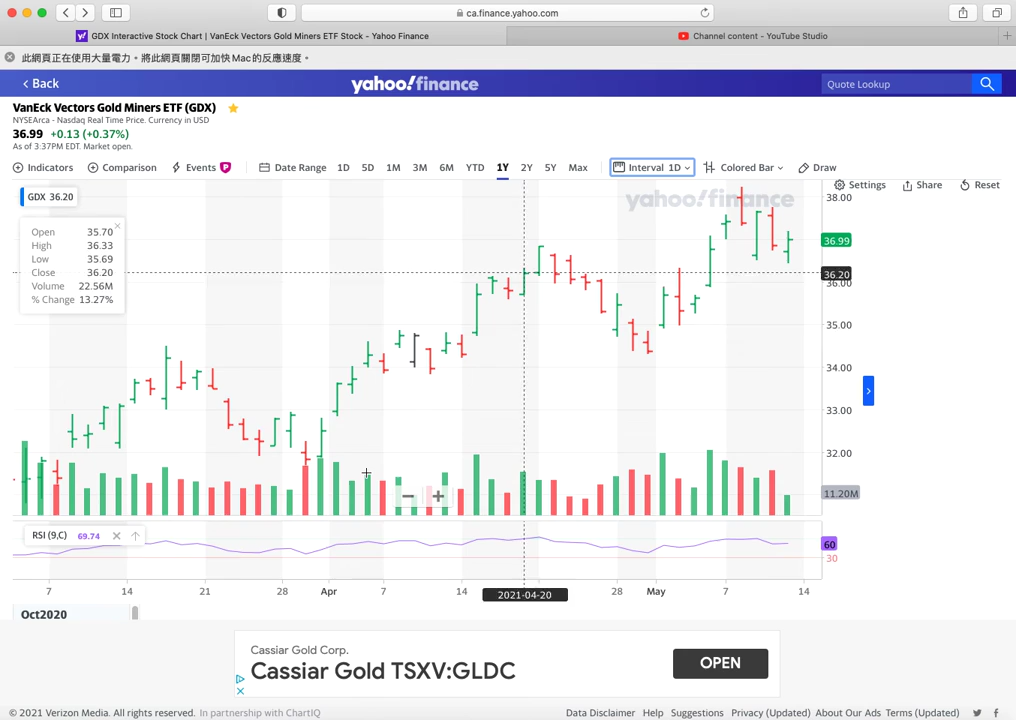 ca.finance.yahoo.com
GDX Interactive Stock Chart | VanEck Vectors Gold Miners ETF Stock - Yahoo Finance
Channel content - YouTube Studio
此網頁正在使用大量電力。將此網頁關閉可加快 Mac 的反應速度。
Back
yahoo!finance
Quote Lookup
VanEck Vectors Gold Miners ETF (GDX)
NYSEArca - Nasdaq Real Time Price. Currency in USD
36.99 +0.13 (+0.37%)
As of 3:37PM EDT. Market open.
Indicators Comparison Events P Date Range 1D 5D 1M 3M 6M YTD 1Y 2Y 5Y Max Interval 1D Colored Bar Draw
Settings Share Reset
GDX 36.20
yahoo!finance
Open 35.70
High 36.33
Low 35.69
Close 36.20
Volume 22.56M
% Change 13.27%
38.00
36.99
36.20
36.00
35.00
34.00
33.00
32.00
11.20M
RSI (9,C) 69.74
60
30
7 14 21 28 Apr 7 14 2021-04-20 28 May 7 14
Oct2020
Cassiar Gold Corp.
Cassiar Gold TSXV:GLDC
OPEN
© 2021 Verizon Media. All rights reserved. In partnership with ChartIQ
Data Disclaimer Help Suggestions Privacy (Updated) About Our Ads Terms (Updated)